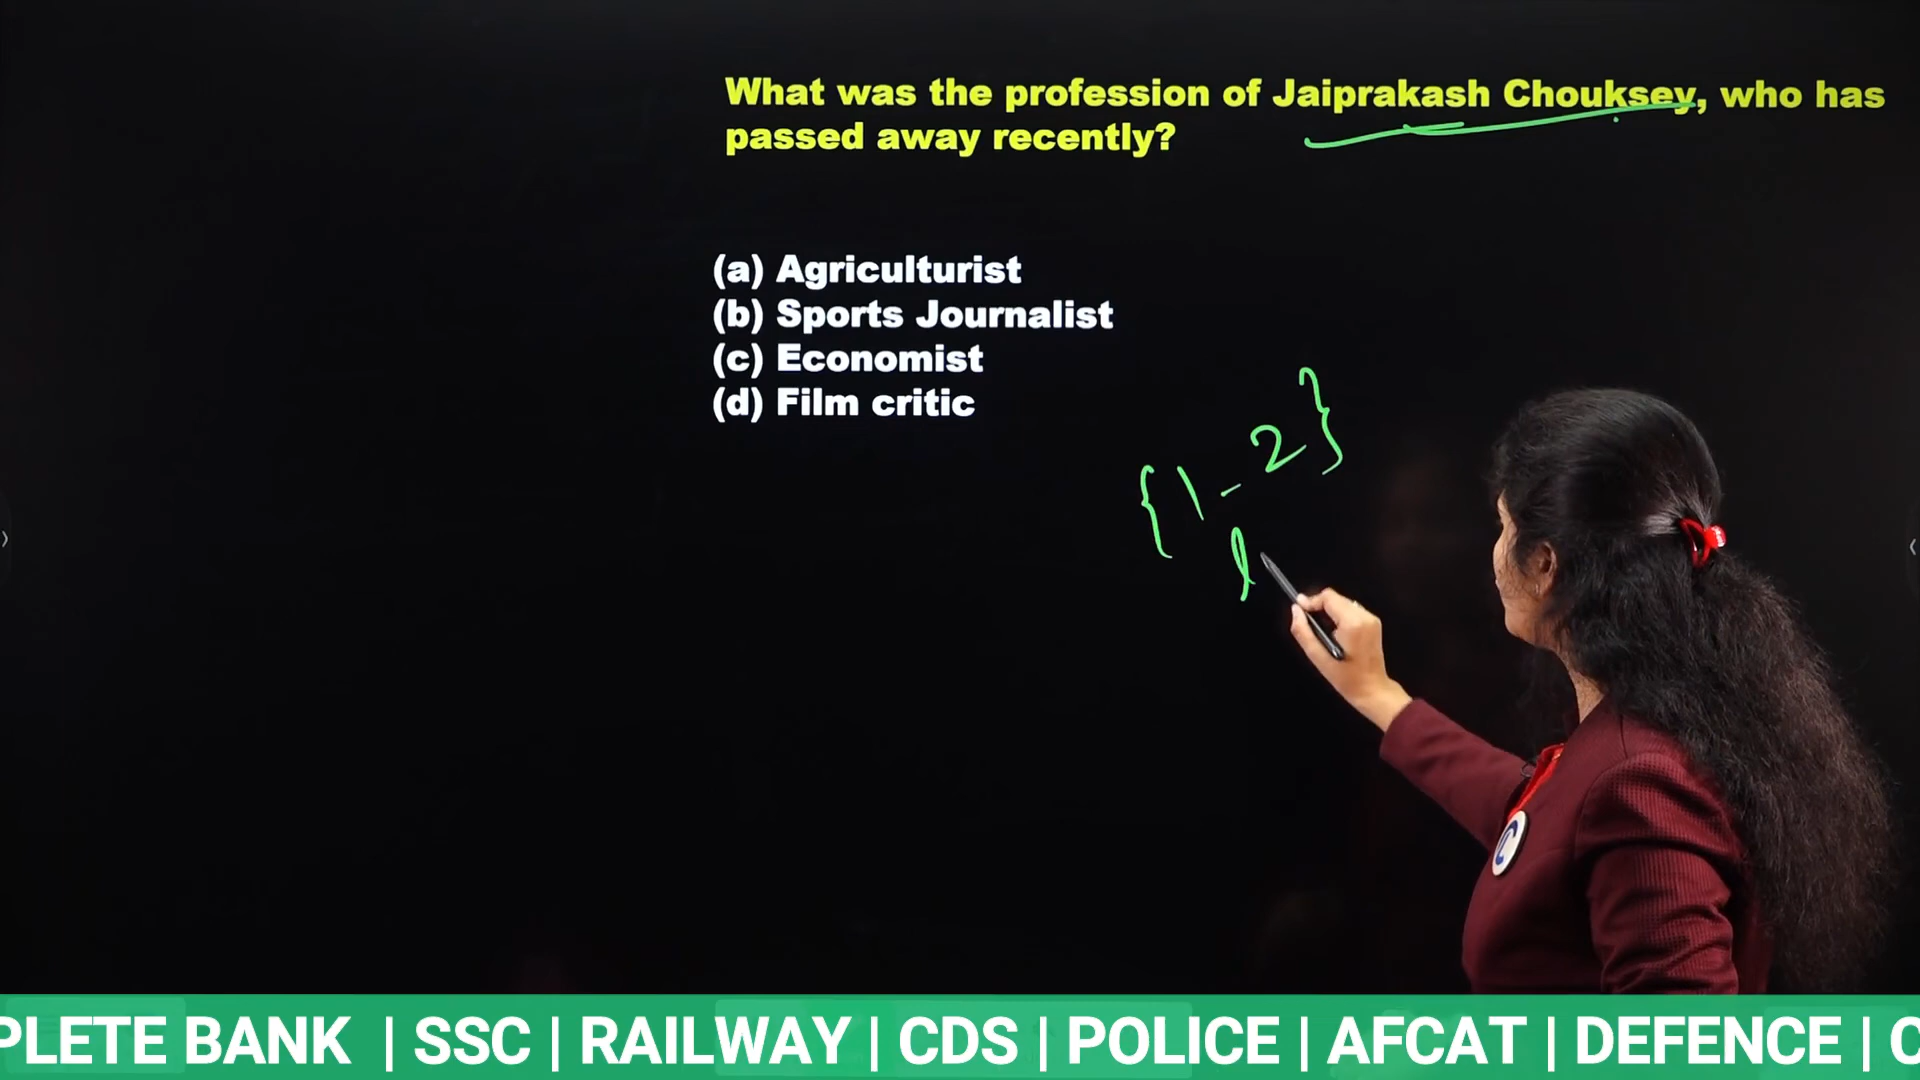 What was the profession of Jaiprakash Chouksey, who has
passed away recently?
(a) Agriculturist
(b) Sports Journalist
(c) Economist
(d) Film critic
{1-2}
PLETE BANK | SSC | RAILWAY | CDS | POLICE | AFCAT | DEFENCE | C